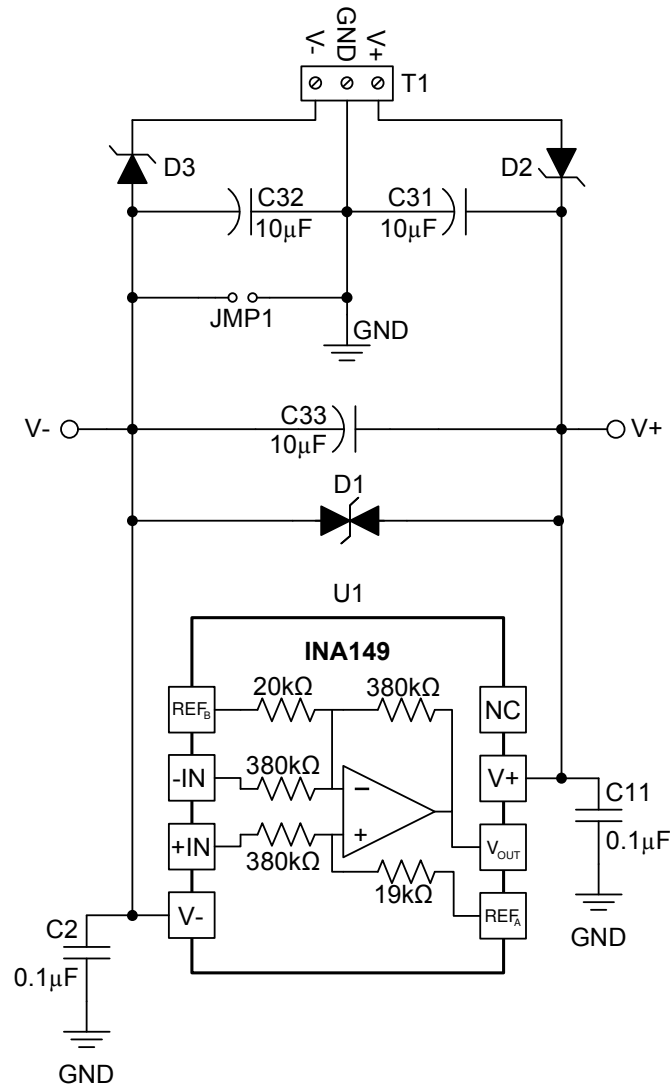 V-
GND
V+
T1
D3
D2
C32
10μF
C31
10μF
JMP1
GND
V-
C33
10μF
V+
D1
U1
INA149
20kΩ
380kΩ
REFB
NC
-IN
380kΩ
V+
+IN
380kΩ
VOUT
C11
0.1μF
19kΩ
V-
REFA
C2
0.1μF
GND
GND